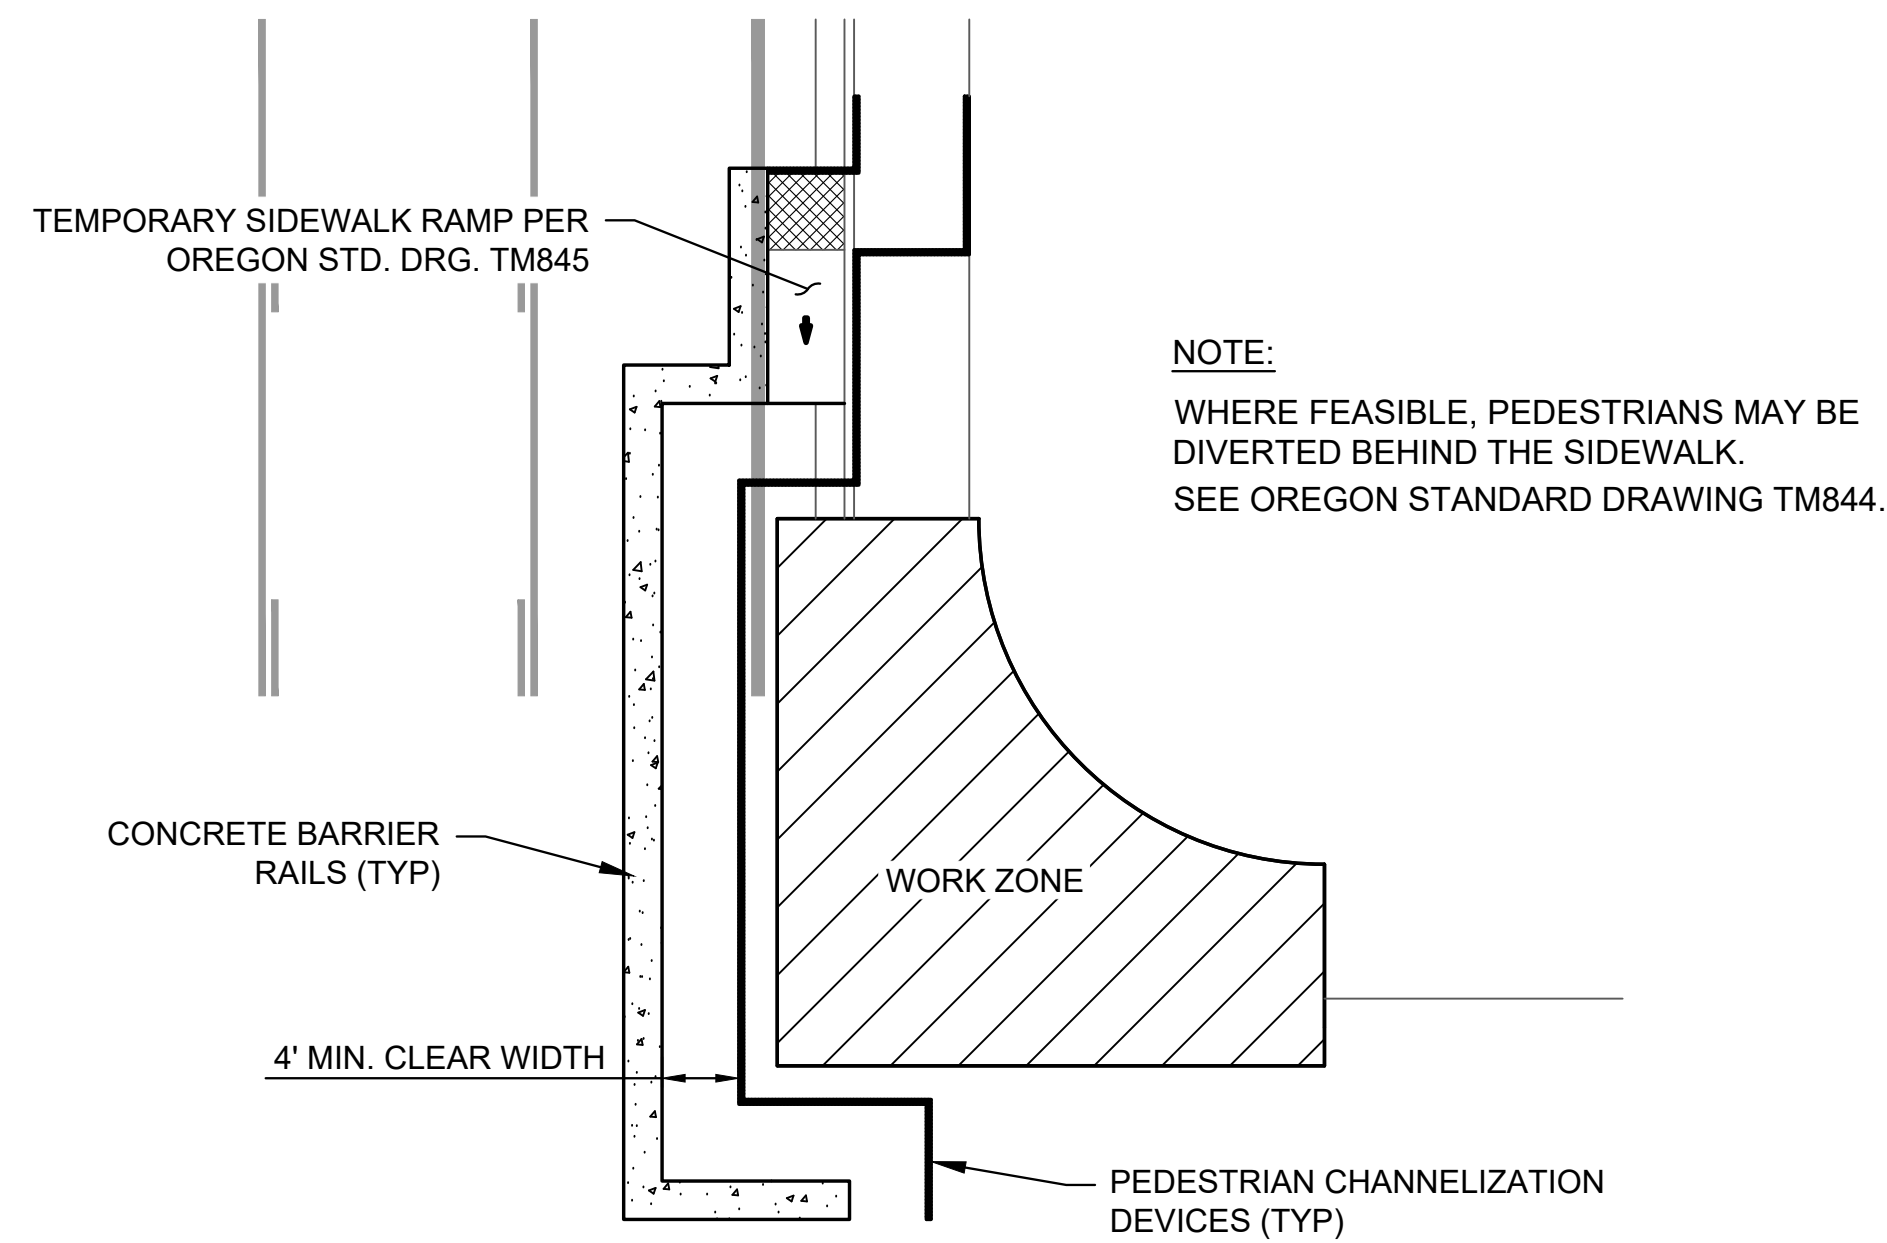 TEMPORARY SIDEWALK RAMP PER
OREGON STD. DRG. TM845
NOTE:
WHERE FEASIBLE, PEDESTRIANS MAY BE
DIVERTED BEHIND THE SIDEWALK.
SEE OREGON STANDARD DRAWING TM844.
CONCRETE BARRIER
RAILS (TYP)
WORK ZONE
4' MIN. CLEAR WIDTH
PEDESTRIAN CHANNELIZATION
DEVICES (TYP)